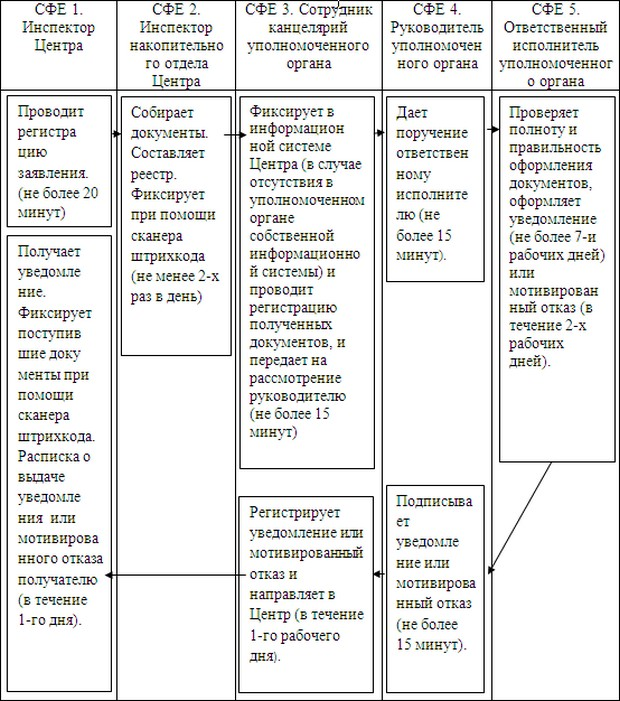 СФЕ 1.
Инспектор
Центра
СФЕ 2.
Инспектор
накопительно
го отдела
Центра
СФЕ 3. Сотрудник
канцелярий
уполномоченного
органа
СФЕ 4.
Руководитель
уполномочен
ного органа
СФЕ 5.
Ответственный
исполнитель
уполномоченног
о органа
Проводит
регистра
цию
заявления.
(не более 20
минут)
Собирает
документы.
Составляет
реестр.
Фиксирует
при помощи
сканера
штрихкода
(не менее 2-х
раз в день)
Фиксирует в
информацион
ной системе
Центра (в случае
отсутствия в
уполномоченном
органе
собственной
информационно
й системы) и
проводит
регистрацию
полученных
документов, и
передает на
рассмотрение
руководителю
(не более 15
минут)
Дает
поручение
ответствен
ному
исполните
лю (не
более 15
минут).
Проверяет
полноту и
правильность
оформления
документов,
оформляет
уведомление
(не более 7-и
рабочих дней)
или
мотивирован
ный отказ (в
течение 2-х
рабочих
дней).
Получает
уведомле
ние.
Фиксирует
поступив
шие доку
менты при
помощи
сканера
штрихкода.
Расписка о
выдаче
уведомле
ния или
мотивирова
нного отказа
получателю
(в течение
1-го дня).
Регистрирует
уведомление или
мотивированный
отказ и
направляет в
Центр (в течение
1-го рабочего
дня).
Подписыва
ет
уведомле
ние или
мотивирова
нный отказ
(не более
15 минут).